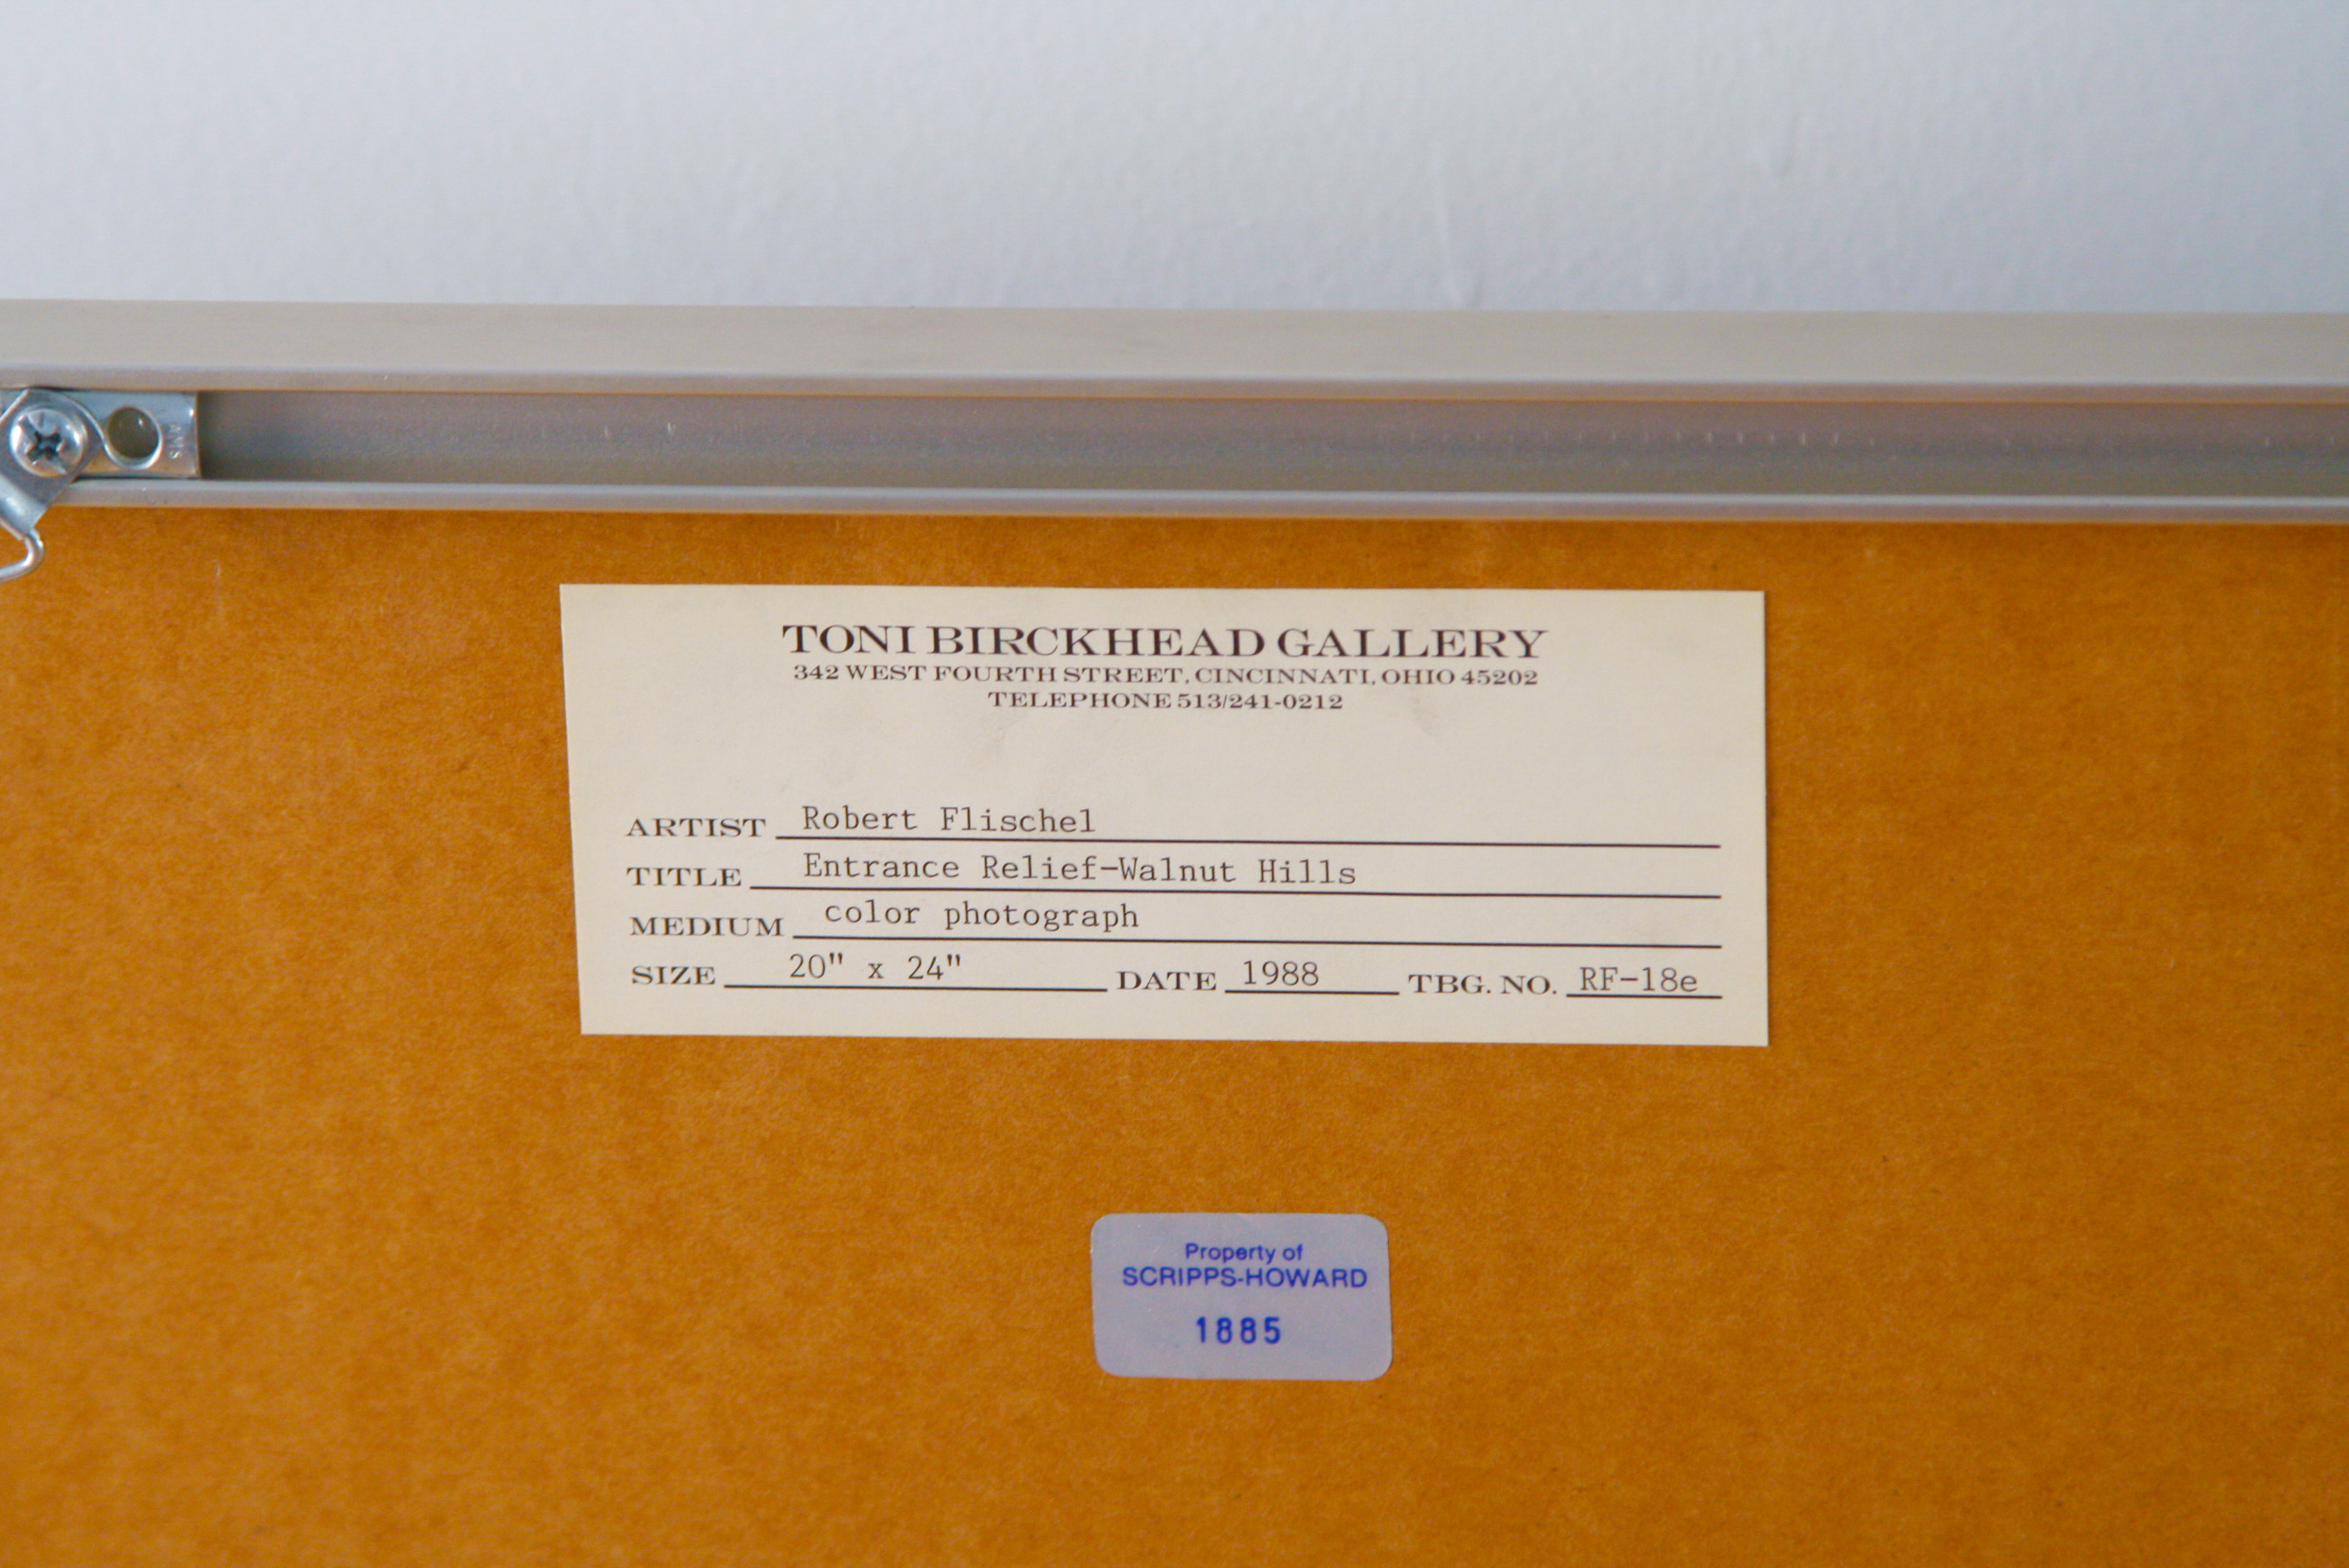 TONI BIRCKHEAD GALLERY
342 WEST FOURTH STREET, CINCINNATI, OHIO 45202
TELEPHONE 513/241-0212
ARTIST Robert Flischel
TITLE Entrance Relief-Walnut Hills
MEDIUM color photograph
SIZE 20" x 24" DATE 1988 TBG. NO. RF-18e
Property of
SCRIPPS-HOWARD
1885